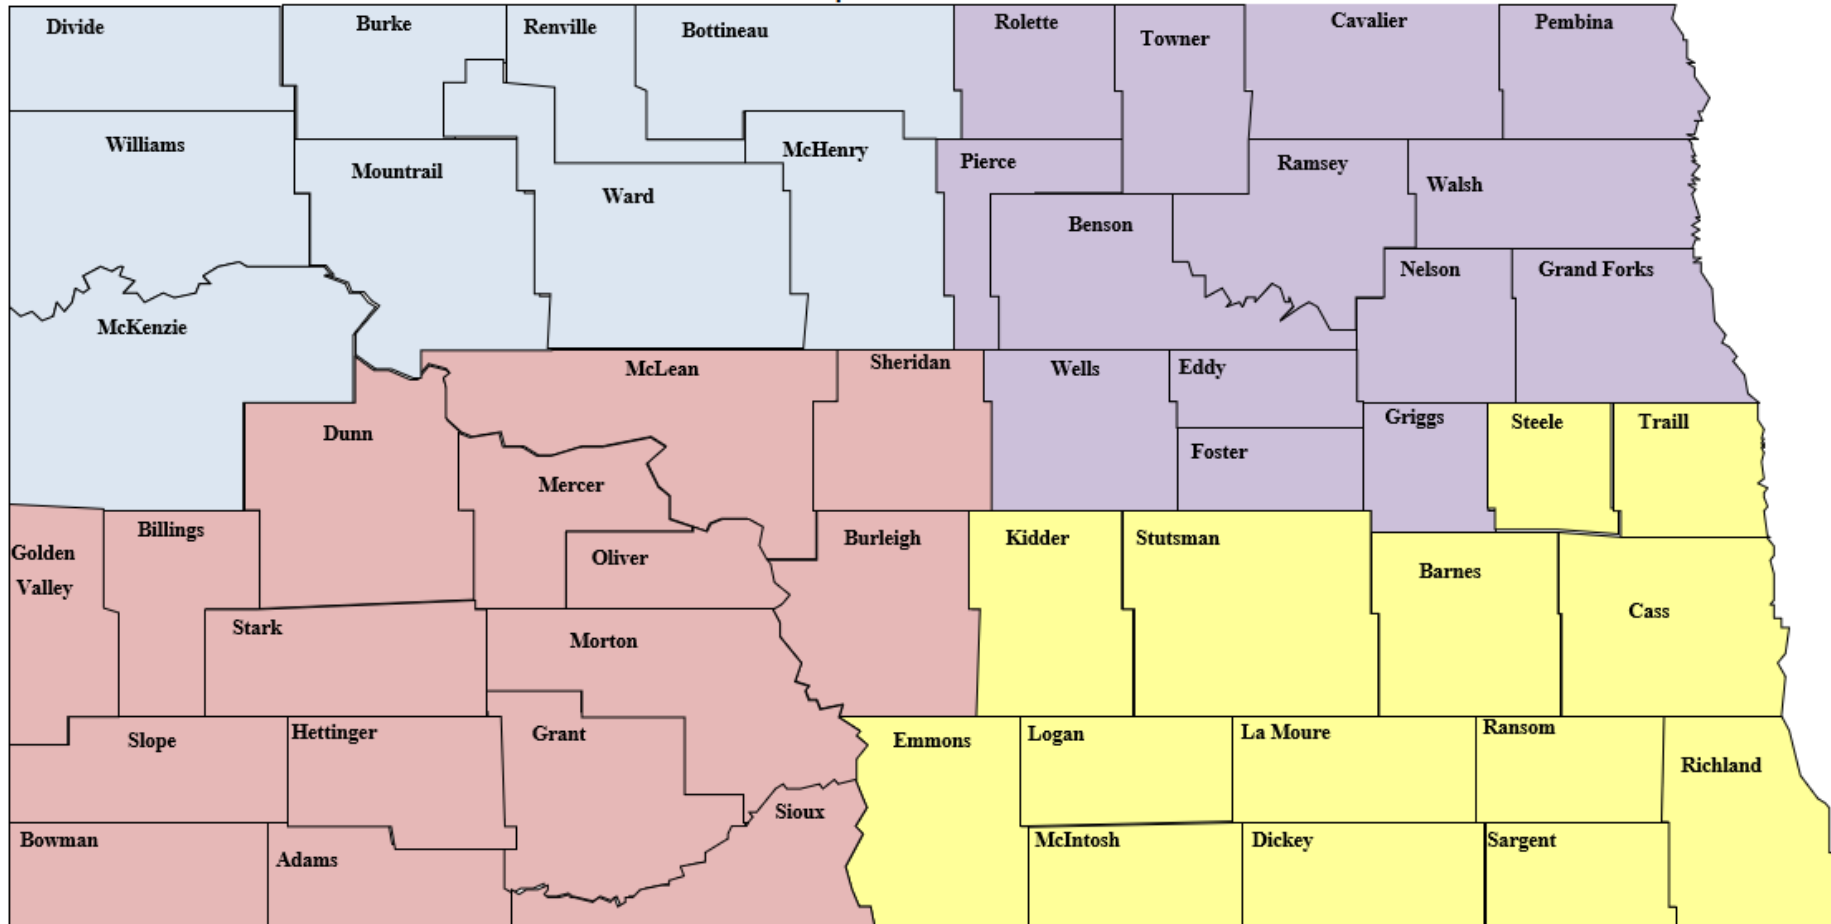 Divide
Burke
Renville
Bottineau
Rolette
Towner
Cavalier
Pembina
Williams
Mountrail
Ward
McHenry
Pierce
Benson
Ramsey
Walsh
McKenzie
Nelson
Grand Forks
McLean
Sheridan
Wells
Eddy
Dunn
Griggs
Steele
Traill
Mercer
Foster
Golden
Valley
Billings
Oliver
Burleigh
Kidder
Stutsman
Barnes
Cass
Stark
Morton
Slope
Hettinger
Grant
Emmons
Logan
La Moure
Ransom
Richland
Sioux
Bowman
Adams
McIntosh
Dickey
Sargent